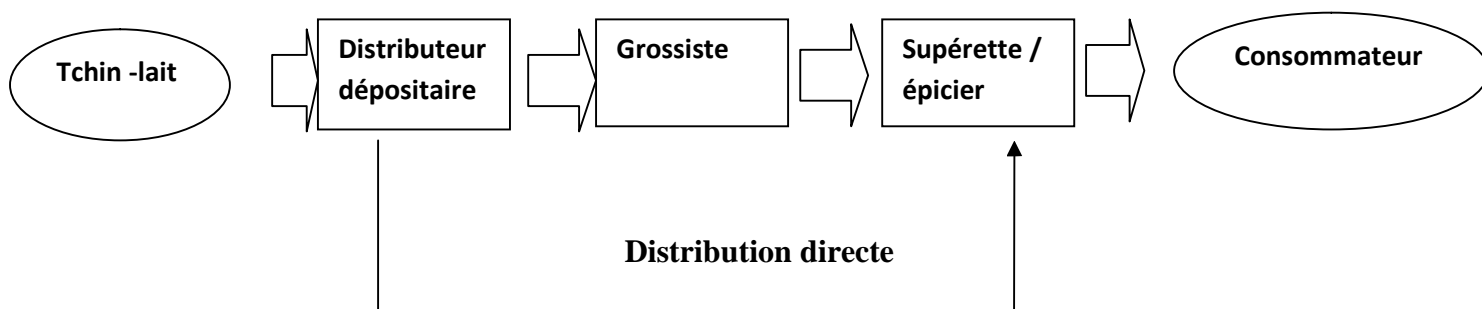 Tchin -lait
Distributeur
dépositaire
Grossiste
Supérette /
épicier
Consommateur
Distribution directe